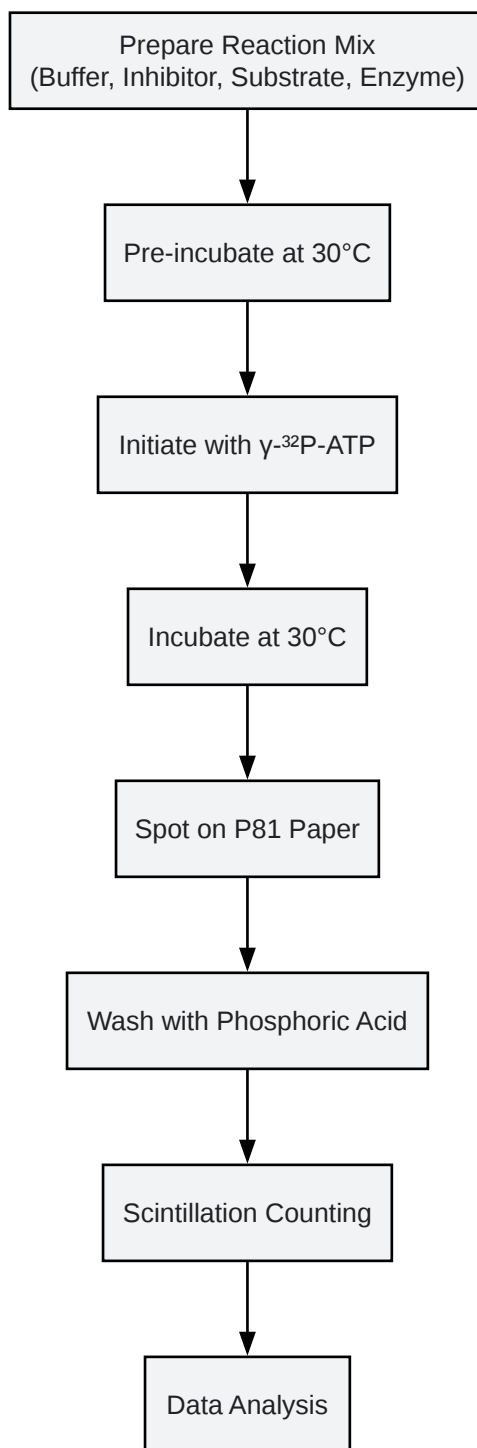 Prepare Reaction Mix
(Buffer, Inhibitor, Substrate, Enzyme)
Pre-incubate at 30°C
Initiate with γ-³²P-ATP
Incubate at 30°C
Spot on P81 Paper
Wash with Phosphoric Acid
Scintillation Counting
Data Analysis